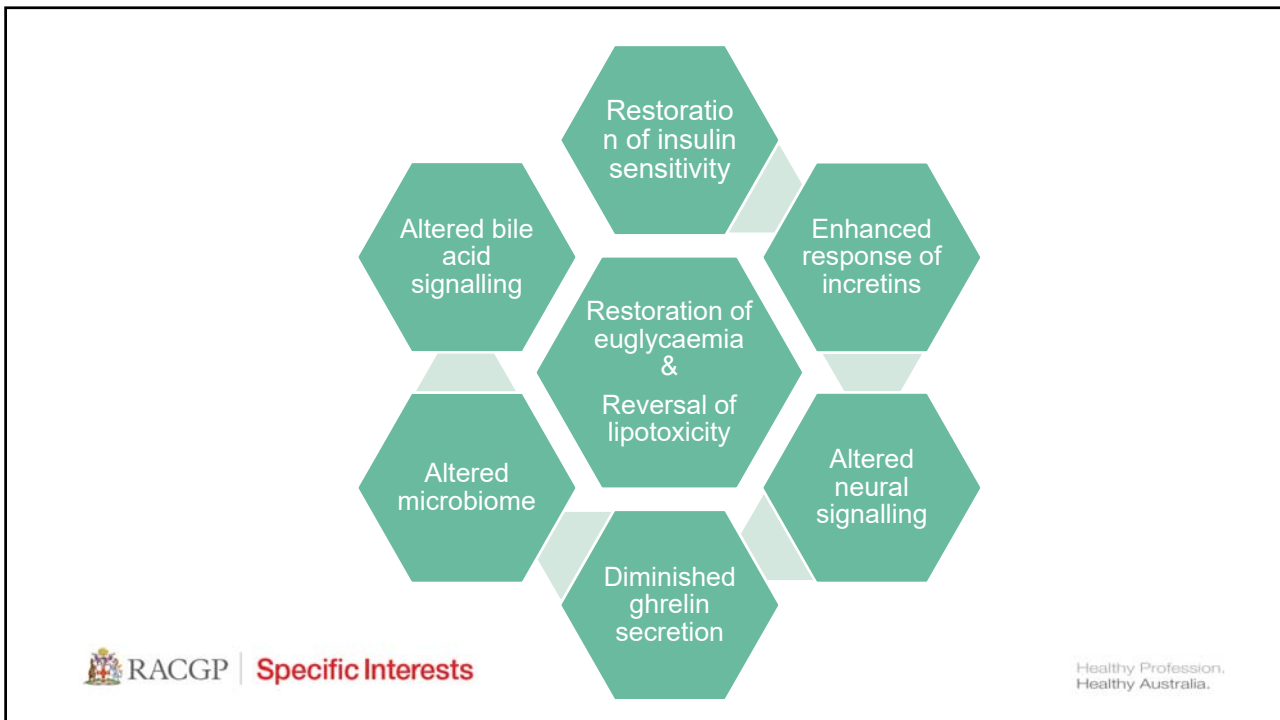 Restoratio
n of insulin
sensitivity
Enhanced
response of
incretins
Altered
neural
signalling
Diminished
ghrelin
secretion
Altered
microbiome
Altered bile
acid
signalling
Restoration of
euglycaemia
&
Reversal of
lipotoxicity
RACGP | Specific Interests
Healthy Profession.
Healthy Australia.